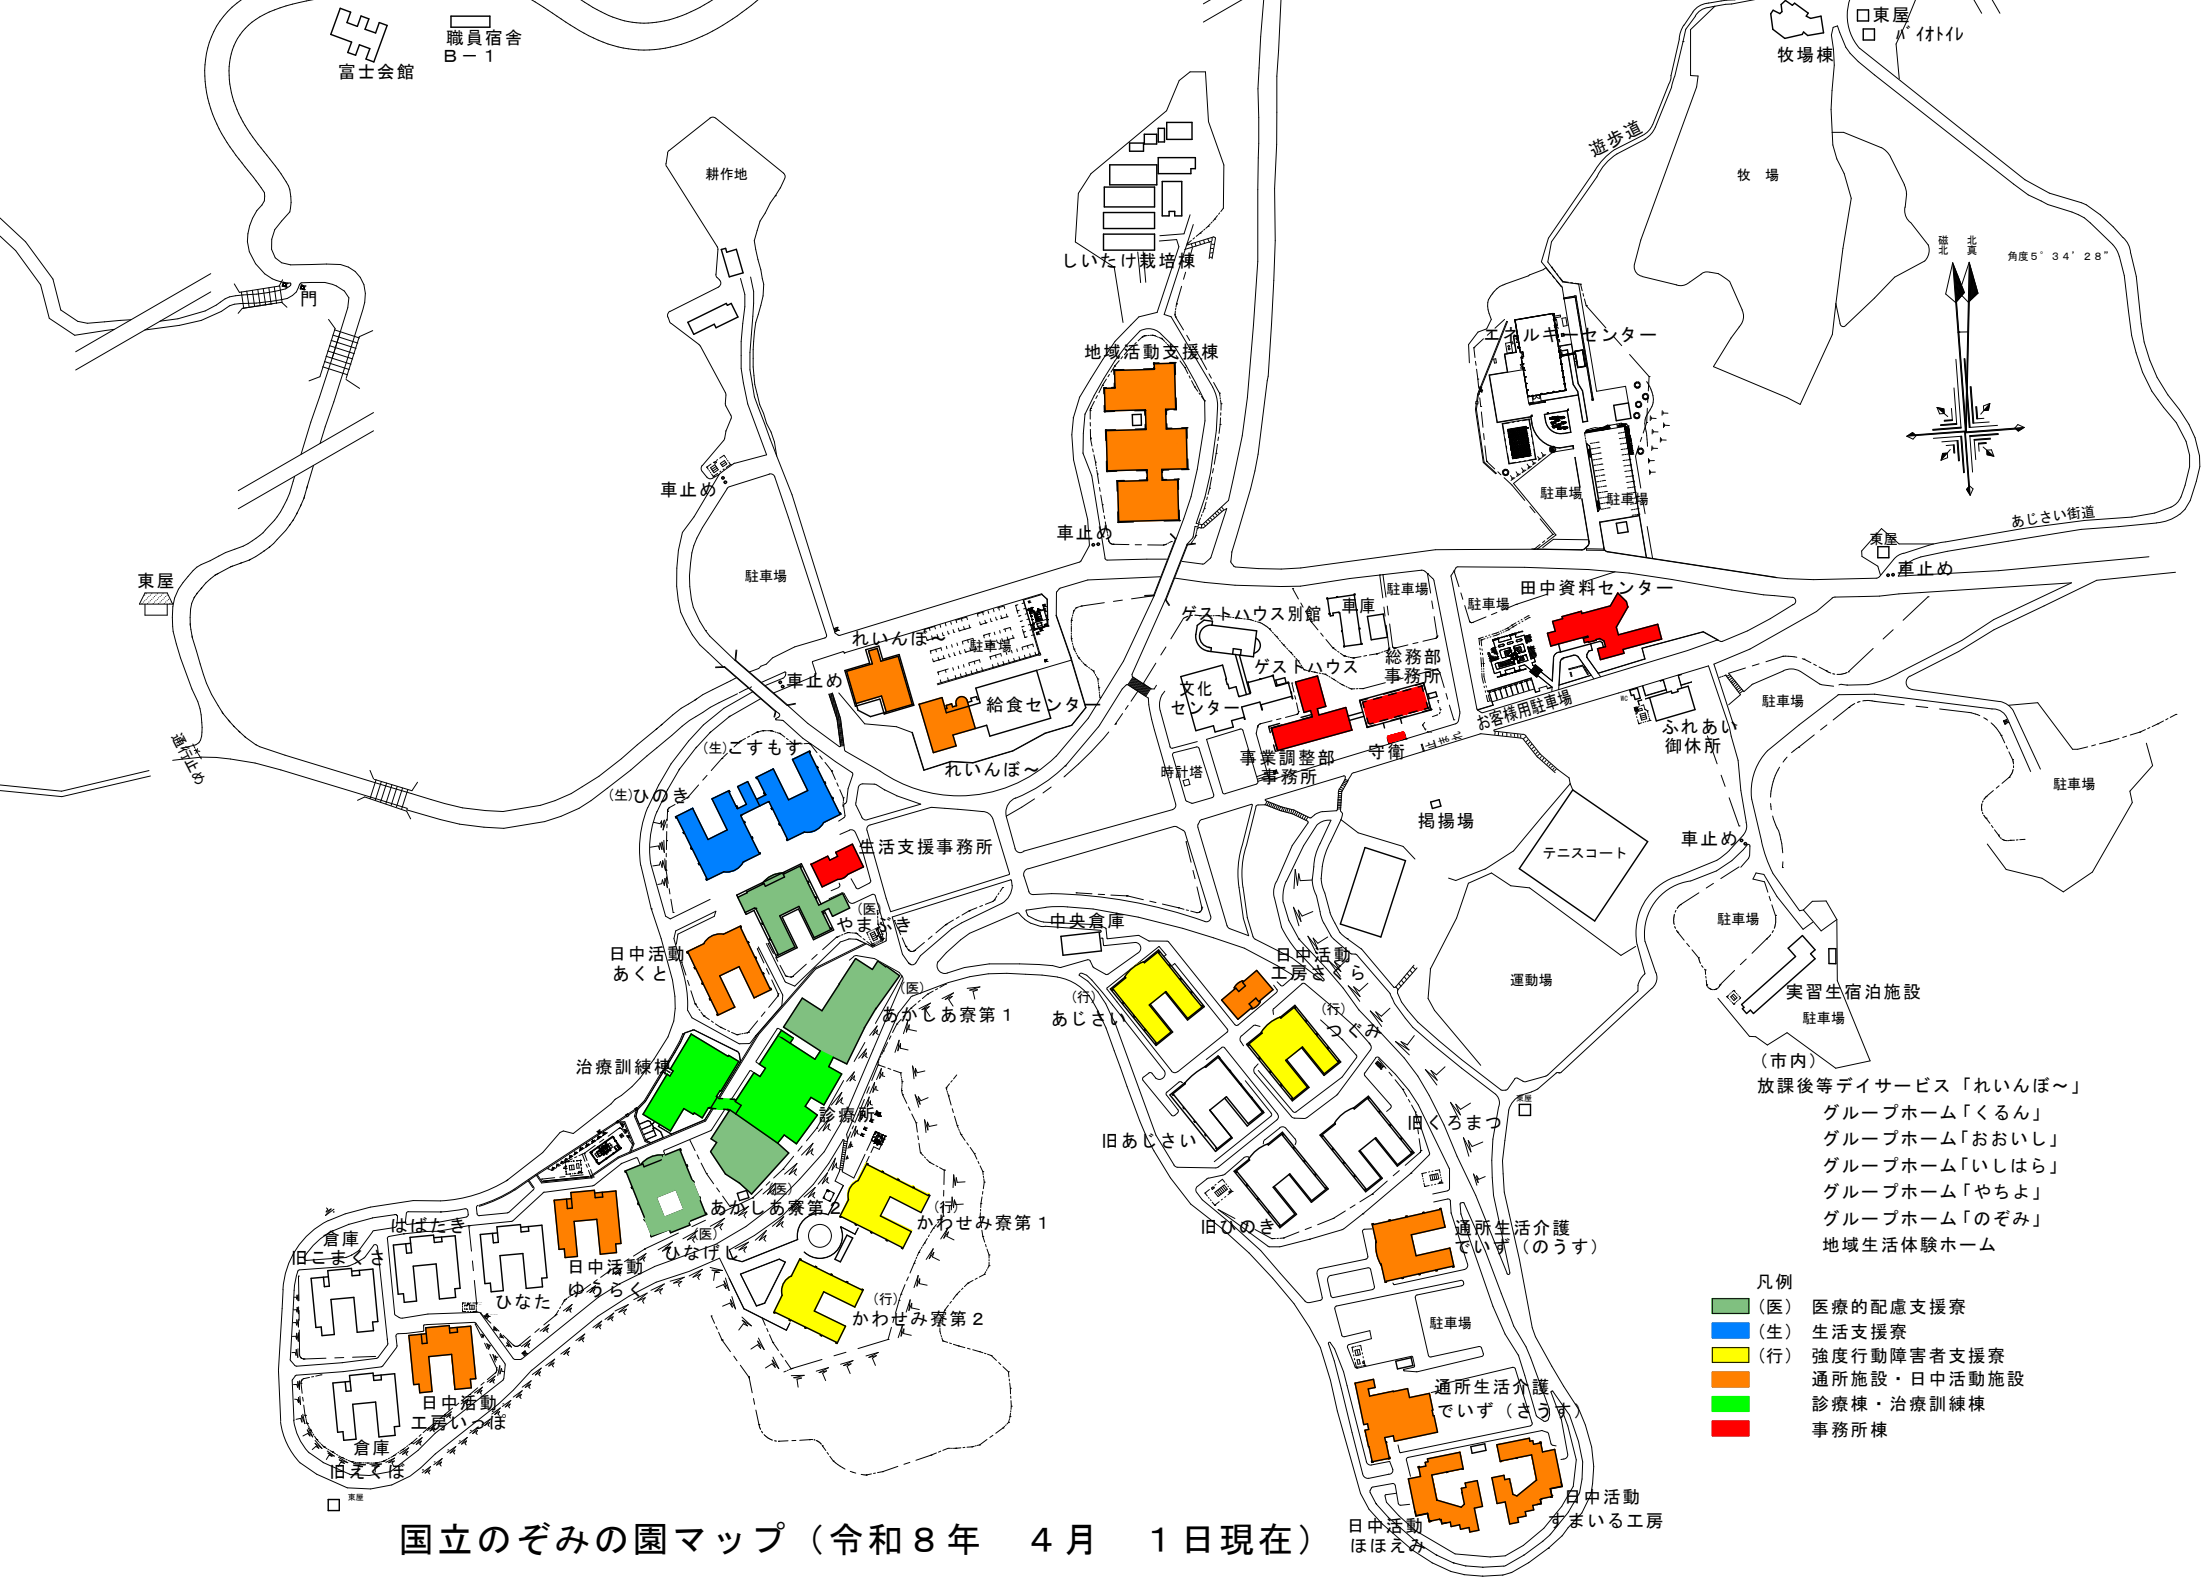 職員宿舎
Ｂ－１
富士会館
東屋
ﾊﾞｲｵﾄｲﾚ
牧場棟
遊歩道
牧　場
耕作地
しいたけ栽培棟
磁北
真北
角度５°３４′２８″
門
エネルギーセンター
地域活動支援棟
車止め
駐車場
駐車場
あじさい街道
車止め
東屋
車止め
東屋
駐車場
田中資料センター
駐車場
駐車場
車庫
ゲストハウス別館
れいんぼ～
駐車場
ゲストハウス
総務部
事務所
車止め
文化
センター
給食センター
お客様用駐車場
駐車場
ふれあい
御休所
通行止め
(生)こすもす
れいんぼ～
時計塔
事業調整部
事務所
守衛
駐車場
(生)ひのき
掲揚場
車止め
テニスコート
生活支援事務所
(医)
やまぶき
中央倉庫
駐車場
日中活動
あくと
日中活動
工房さくら
運動場
(医)
あかしあ寮第１
(行)
あじさい
(行)
つぐみ
実習生宿泊施設
駐車場
治療訓練棟
診療所
旧あじさい
旧くろまつ
東屋
（市内）
放課後等デイサービス「れいんぼ～」
グループホーム「くるん」
グループホーム「おおいし」
グループホーム「いしはら」
グループホーム「やちよ」
グループホーム「のぞみ」
地域生活体験ホーム
(医)
あかしあ寮第２
(行)
かわせみ寮第１
旧ひのき
通所生活介護
でいず（のうす）
はばたき
倉庫
旧こまくさ
(医)
ひなげし
日中活動
ゆうらく
ひなた
(行)
かわせみ寮第２
駐車場
凡例
(医)　医療的配慮支援寮
(生)　生活支援寮
(行)　強度行動障害者支援寮
通所施設・日中活動施設
診療棟・治療訓練棟
事務所棟
日中活動
工房いっぽ
通所生活介護
でいず（さうす）
倉庫
旧えくぼ
東屋
日中活動
すまいる工房
日中活動
ほほえみ
国立のぞみの園マップ（令和８年　４月　１日現在）